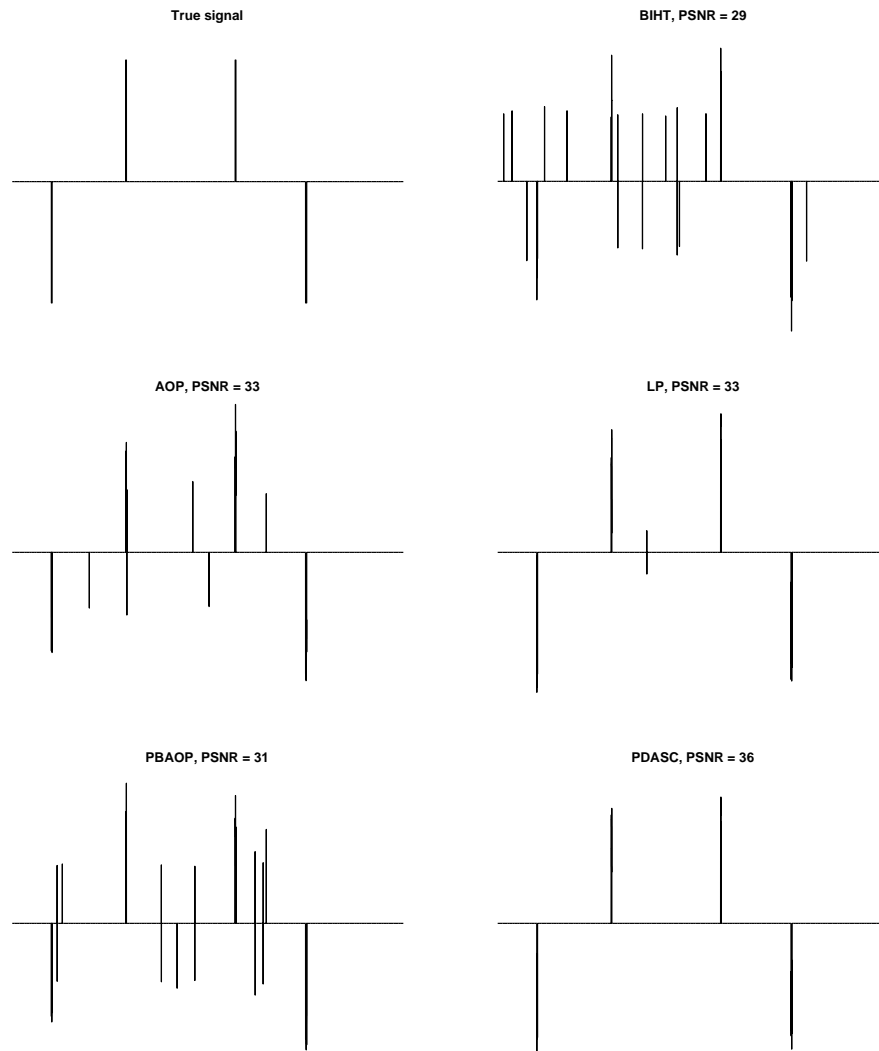 True signal
BIHT, PSNR = 29
AOP, PSNR = 33
LP, PSNR = 33
PBAOP, PSNR = 31
PDASC, PSNR = 36